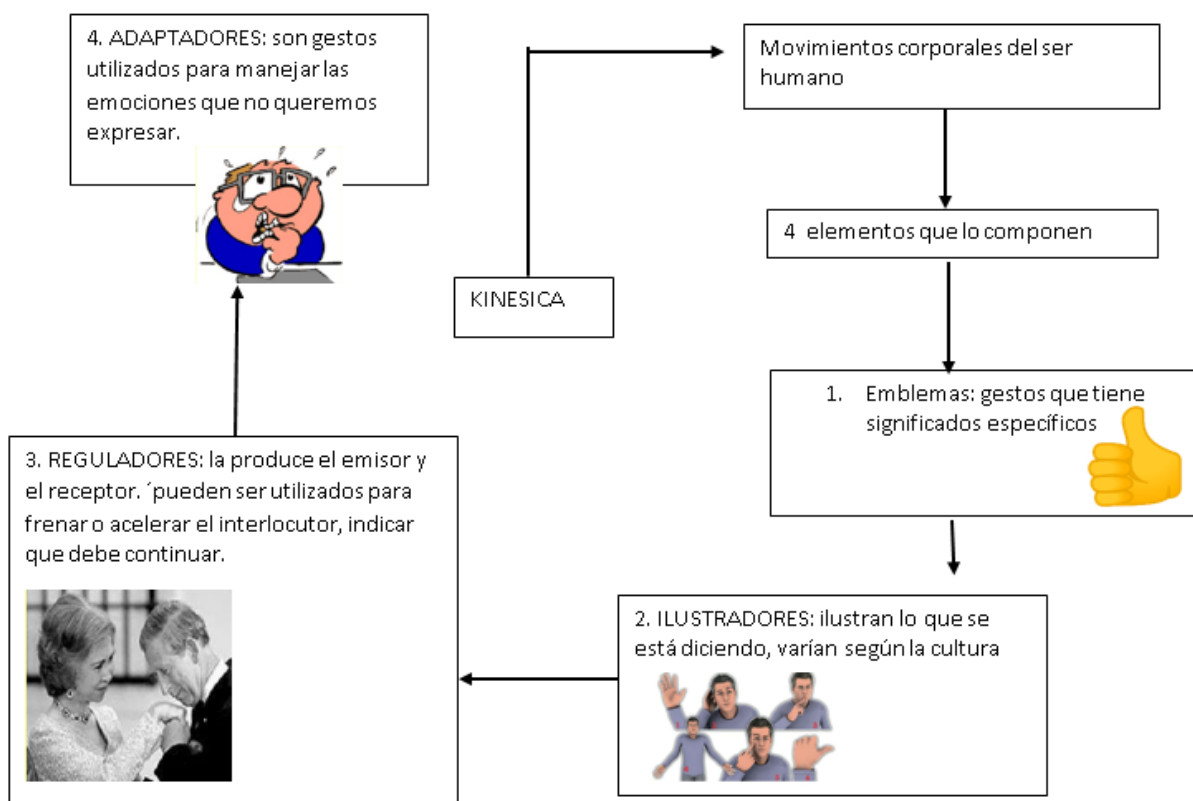 KINESICA
Movimientos corporales del ser
humano
4 elementos que lo componen
1. Emblemas: gestos que tiene
significados específicos
2. ILUSTRADORES: ilustran lo que se
está diciendo, varían según la cultura
3. REGULADORES: la produce el emisor y
el receptor. ´pueden ser utilizados para
frenar o acelerar el interlocutor, indicar
que debe continuar.
4. ADAPTADORES: son gestos
utilizados para manejar las
emociones que no queremos
expresar.